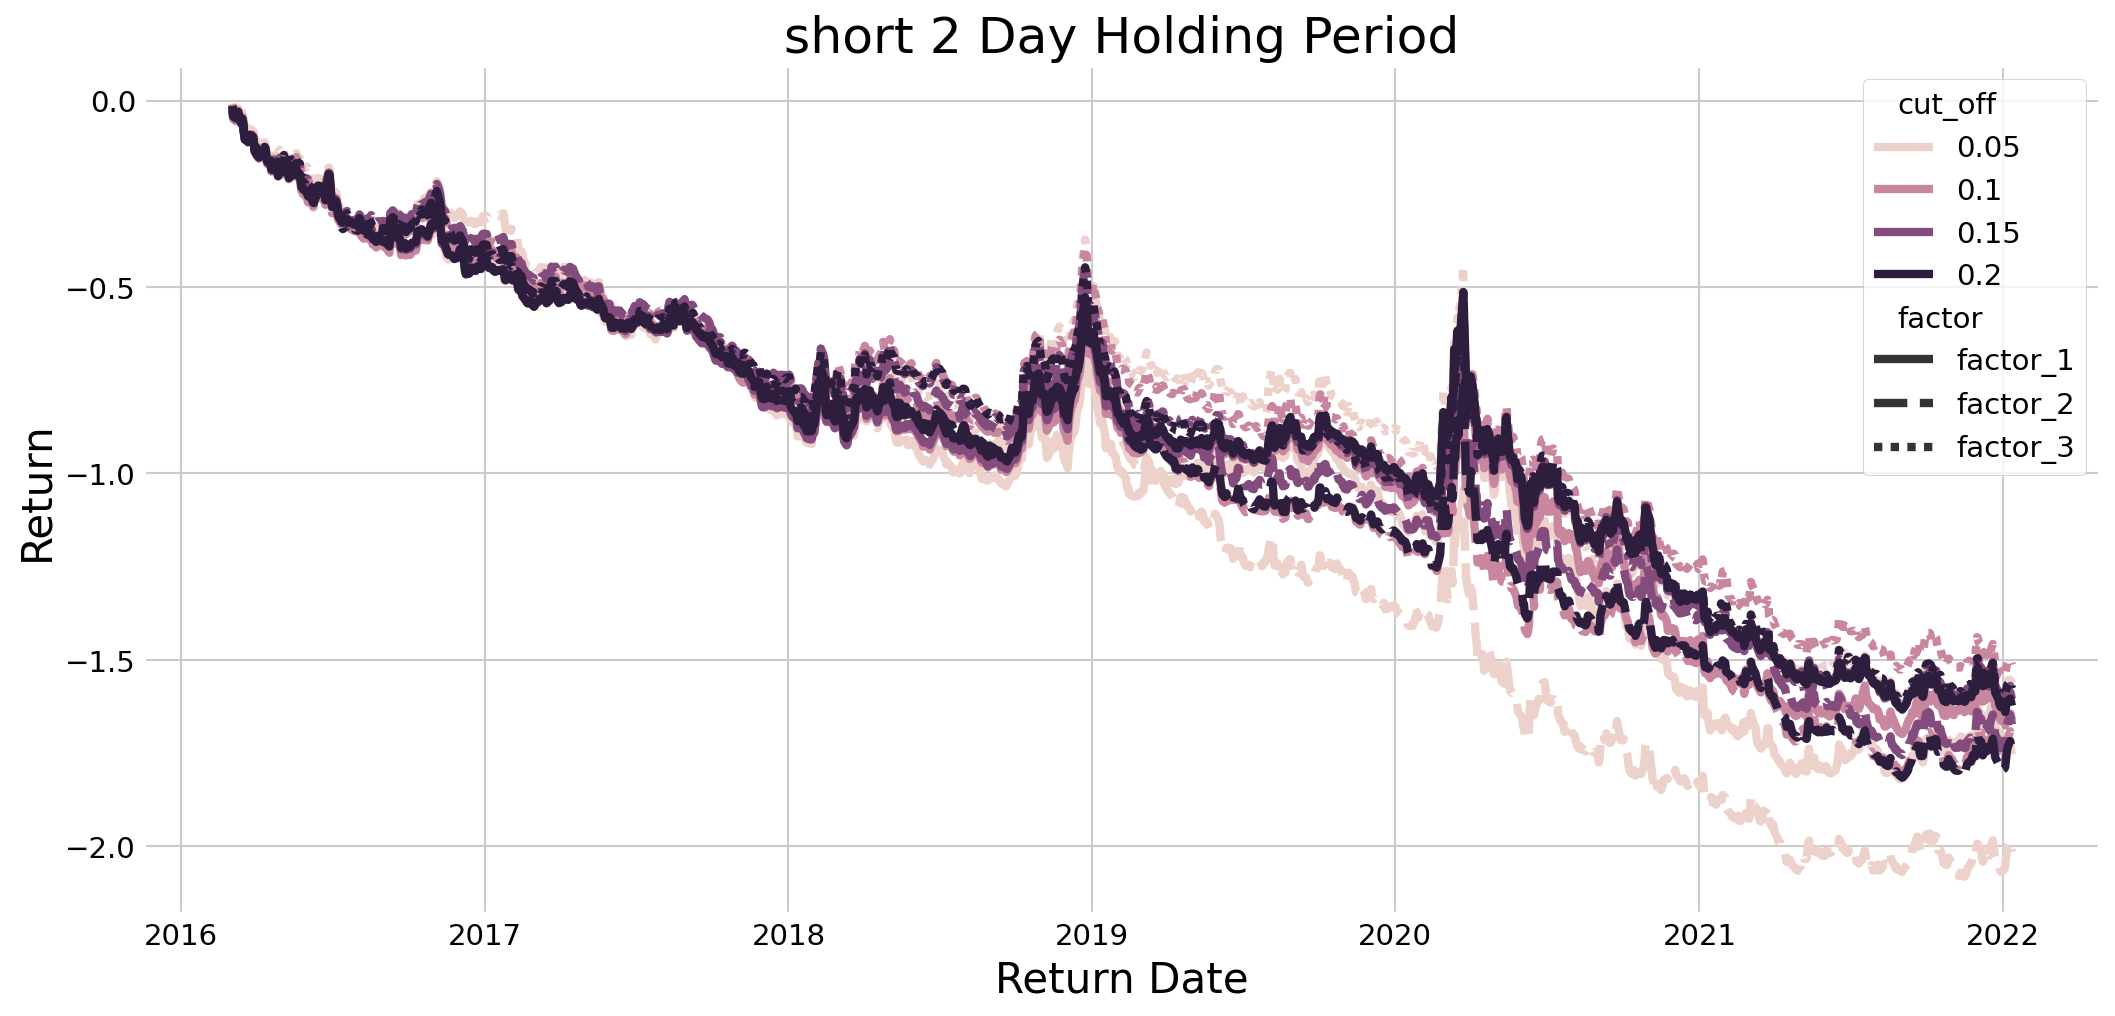 short 2 Day Holding Period
0.0
−0.5
−1.0
−1.5
−2.0
Return
2016
2017
2018
2019
2020
2021
2022
Return Date
cut_off
0.05
0.1
0.15
0.2
factor
factor_1
factor_2
factor_3